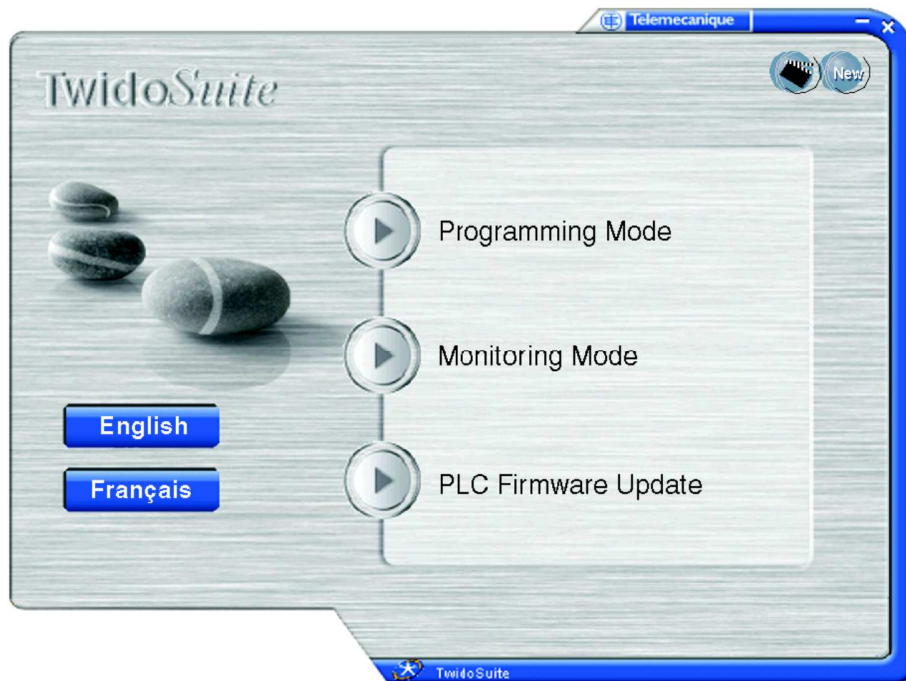 Telemecanique
TwidoSuite
New
Programming Mode
Monitoring Mode
English
Français
PLC Firmware Update
TwidoSuite